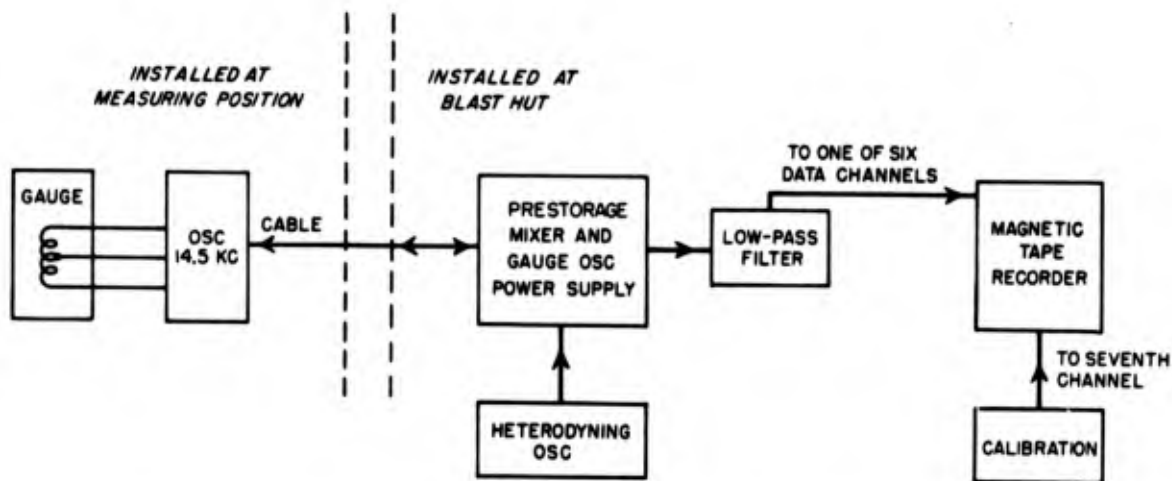 INSTALLED AT
MEASURING POSITION
INSTALLED AT
BLAST HUT
GAUGE
OSC
14.5 KC
CABLE
PRESTORAGE
MIXER AND
GAUGE OSC
POWER SUPPLY
LOW-PASS
FILTER
TO ONE OF SIX
DATA CHANNELS
MAGNETIC
TAPE
RECORDER
TO SEVENTH
CHANNEL
HETERODYNING
OSC
CALIBRATION